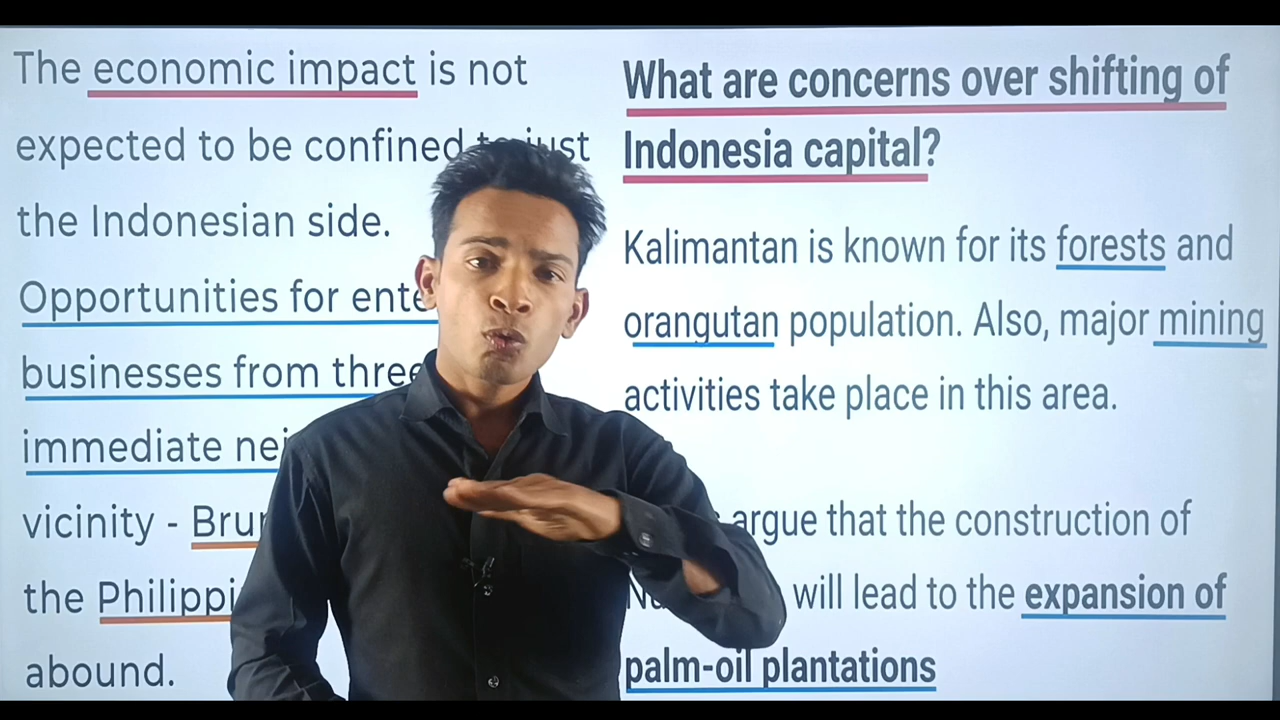 The economic impact is not
expected to be confined to just
the Indonesian side.
Opportunities for
businesses from three
immediate
vicinity -
the
abound.
What are concerns over shifting of
Indonesia capital?
Kalimantan is known for its forests and
orangutan population. Also, major mining
activities take place in this area.
argue that the construction of
will lead to the expansion of
palm-oil plantations